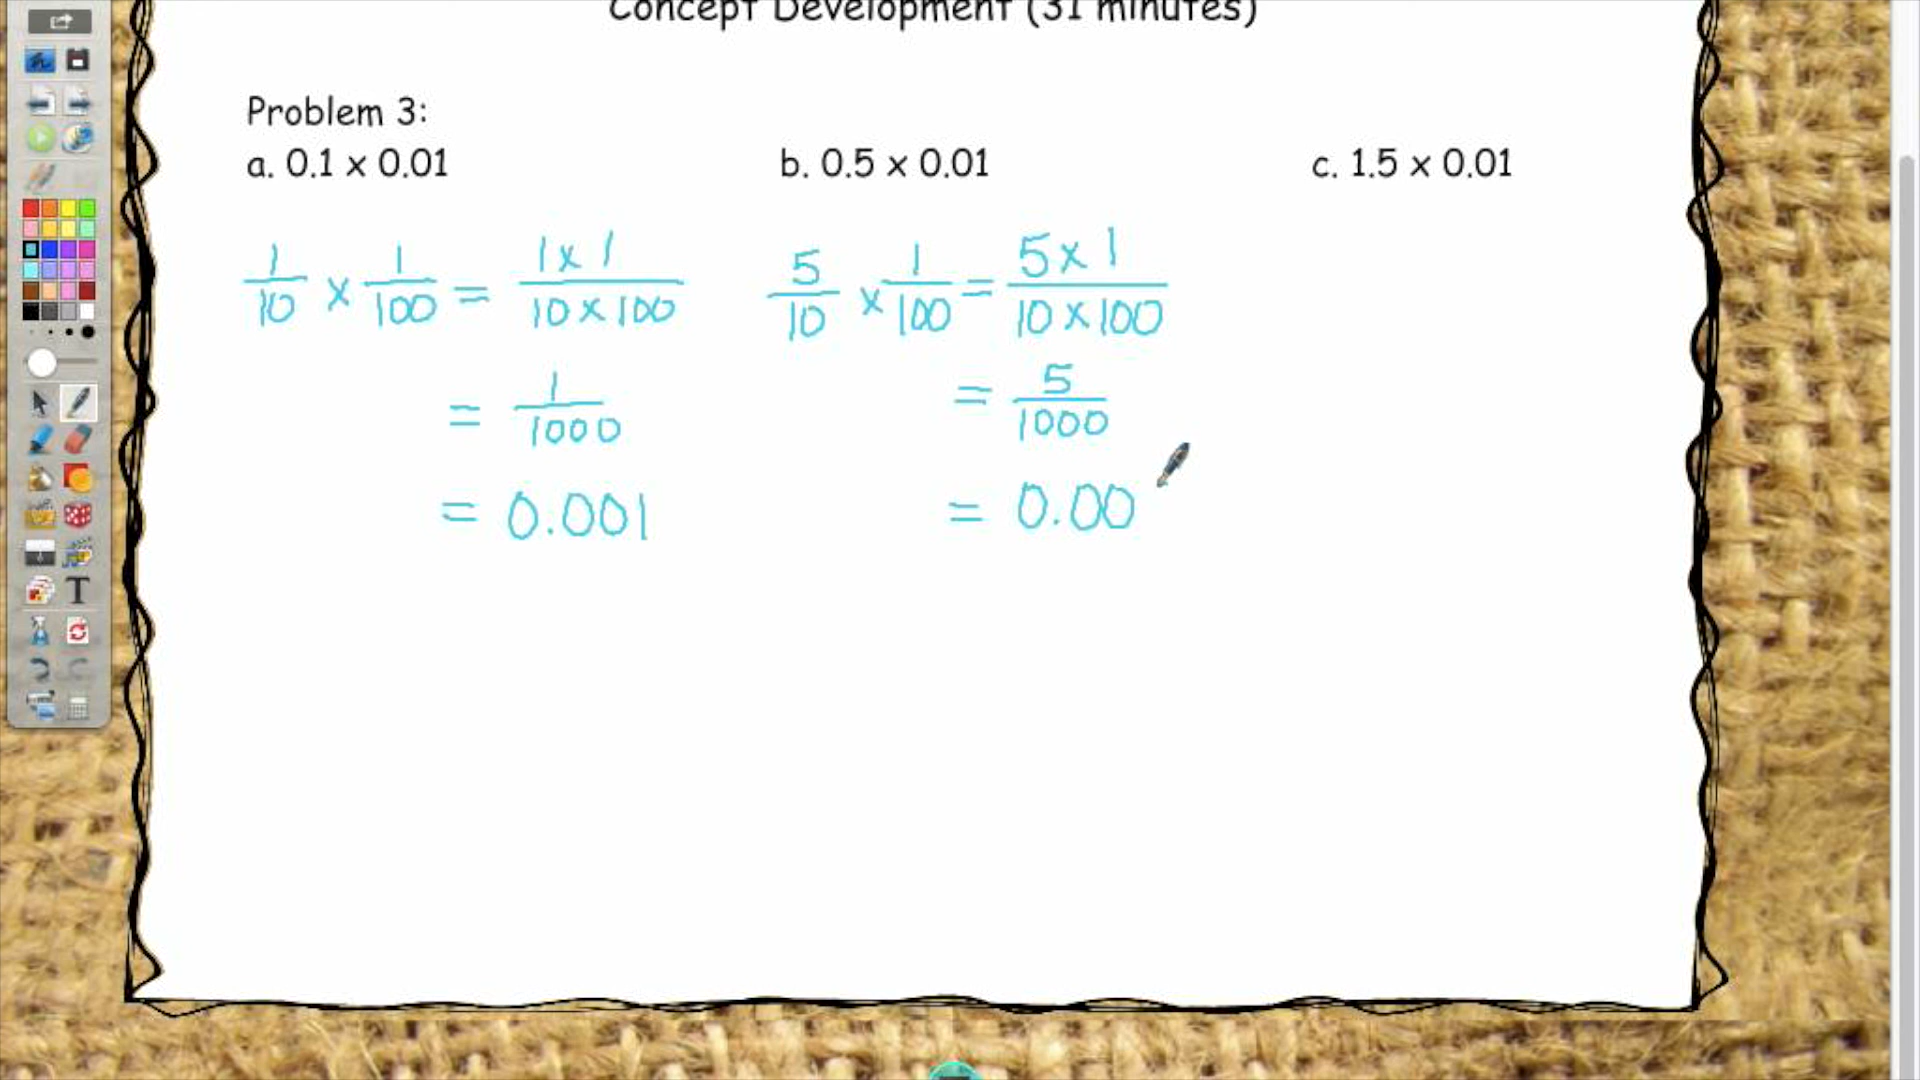 Concept Development (31 minutes)
Problem 3:
a. 0.1 x 0.01
b. 0.5 x 0.01
c. 1.5 x 0.01
1/10 x 1/100 = 1 x 1/10 x 100
= 1/1000
= 0.001
5/10 x 1/100 = 5 x 1/10 x 100
= 5/1000
= 0.00
T